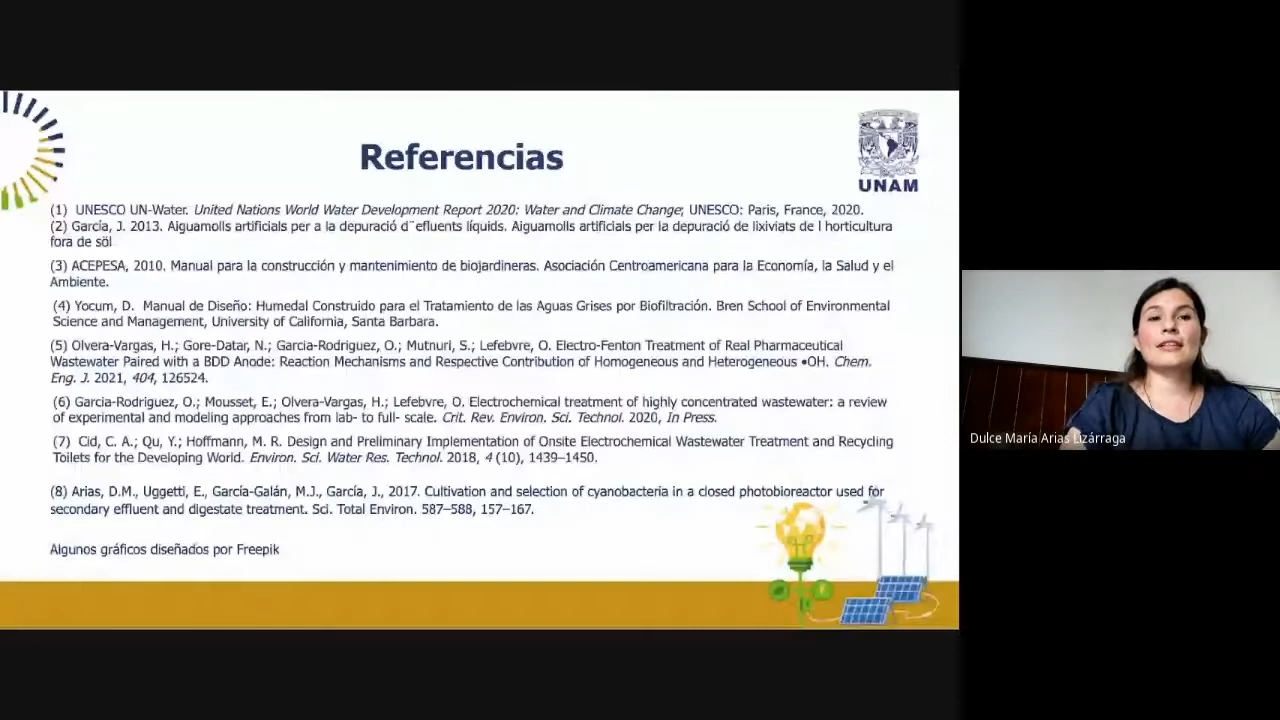 Referencias
UNAM
(1) UNESCO UN-Water. United Nations World Water Development Report 2020: Water and Climate Change; UNESCO: Paris, France, 2020.
(2) García, J. 2013. Aiguamolls artificials per a la depuració d¨efluents líquids. Aiguamolls artificials per la depuració de lixiviats de l horticultura
fora de söl
(3) ACEPESA, 2010. Manual para la construcción y mantenimiento de biojardineras. Asociación Centroamericana para la Economía, la Salud y el
Ambiente.
(4) Yocum, D. Manual de Diseño: Humedal Construido para el Tratamiento de las Aguas Grises por Biofiltración. Bren School of Environmental
Science and Management, University of California, Santa Barbara.
(5) Olvera-Vargas, H.; Gore-Datar, N.; Garcia-Rodriguez, O.; Mutnuri, S.; Lefebvre, O. Electro-Fenton Treatment of Real Pharmaceutical
Wastewater Paired with a BDD Anode: Reaction Mechanisms and Respective Contribution of Homogeneous and Heterogeneous •OH. Chem.
Eng. J. 2021, 404, 126524.
(6) Garcia-Rodriguez, O.; Mousset, E.; Olvera-Vargas, H.; Lefebvre, O. Electrochemical treatment of highly concentrated wastewater: a review
of experimental and modeling approaches from lab- to full- scale. Crit. Rev. Environ. Sci. Technol. 2020, In Press.
(7) Cid, C. A.; Qu, Y.; Hoffmann, M. R. Design and Preliminary Implementation of Onsite Electrochemical Wastewater Treatment and Recycling
Toilets for the Developing World. Environ. Sci. Water Res. Technol. 2018, 4 (10), 1439–1450.
(8) Arias, D.M., Uggetti, E., García-Galán, M.J., García, J., 2017. Cultivation and selection of cyanobacteria in a closed photobioreactor used for
secondary effluent and digestate treatment. Sci. Total Environ. 587–588, 157–167.
Algunos gráficos diseñados por Freepik
Dulce María Arias Lizárraga